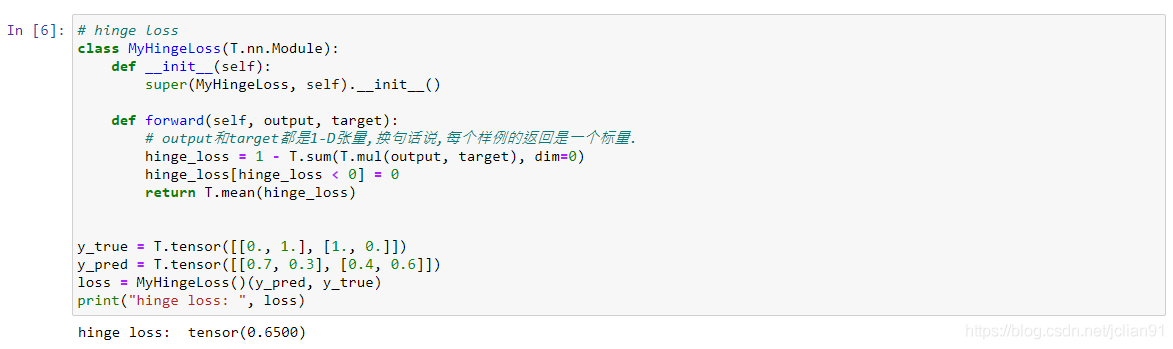 In [6]: # hinge loss
class MyHingeLoss(T.nn.Module):
    def __init__(self):
        super(MyHingeLoss, self).__init__()

    def forward(self, output, target):
        # output和target都是1-D张量,换句话说,每个样例的返回是一个标量.
        hinge_loss = 1 - T.sum(T.mul(output, target), dim=0)
        hinge_loss[hinge_loss < 0] = 0
        return T.mean(hinge_loss)

y_true = T.tensor([[0., 1.], [1., 0.]])
y_pred = T.tensor([[0.7, 0.3], [0.4, 0.6]])
loss = MyHingeLoss()(y_pred, y_true)
print("hinge loss: ", loss)
hinge loss:  tensor(0.6500)
https://blog.csdn.net/jclian91